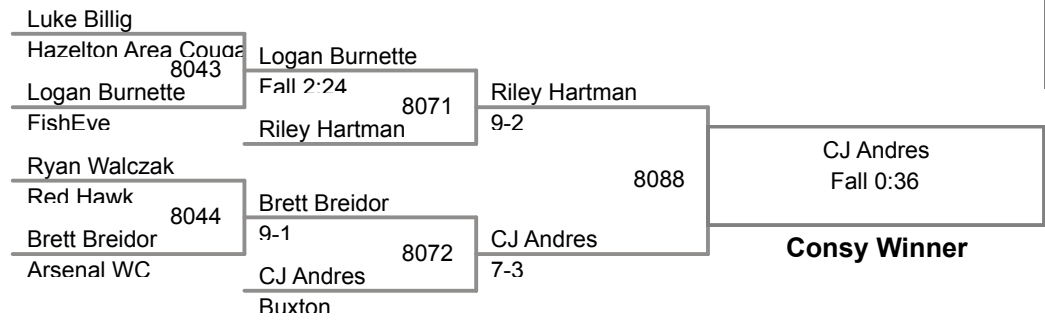 Luke Billig
Hazelton Area Couga
8043
Logan Burnette
FishEye
Logan Burnette
Fall 2:24
8071
Riley Hartman
Riley Hartman
9-2
Ryan Walczak
Red Hawk
8044
Brett Breidor
Arsenal WC
Brett Breidor
9-1
8072
CJ Andres
Buxton
CJ Andres
7-3
8088
CJ Andres
Fall 0:36
Consy Winner